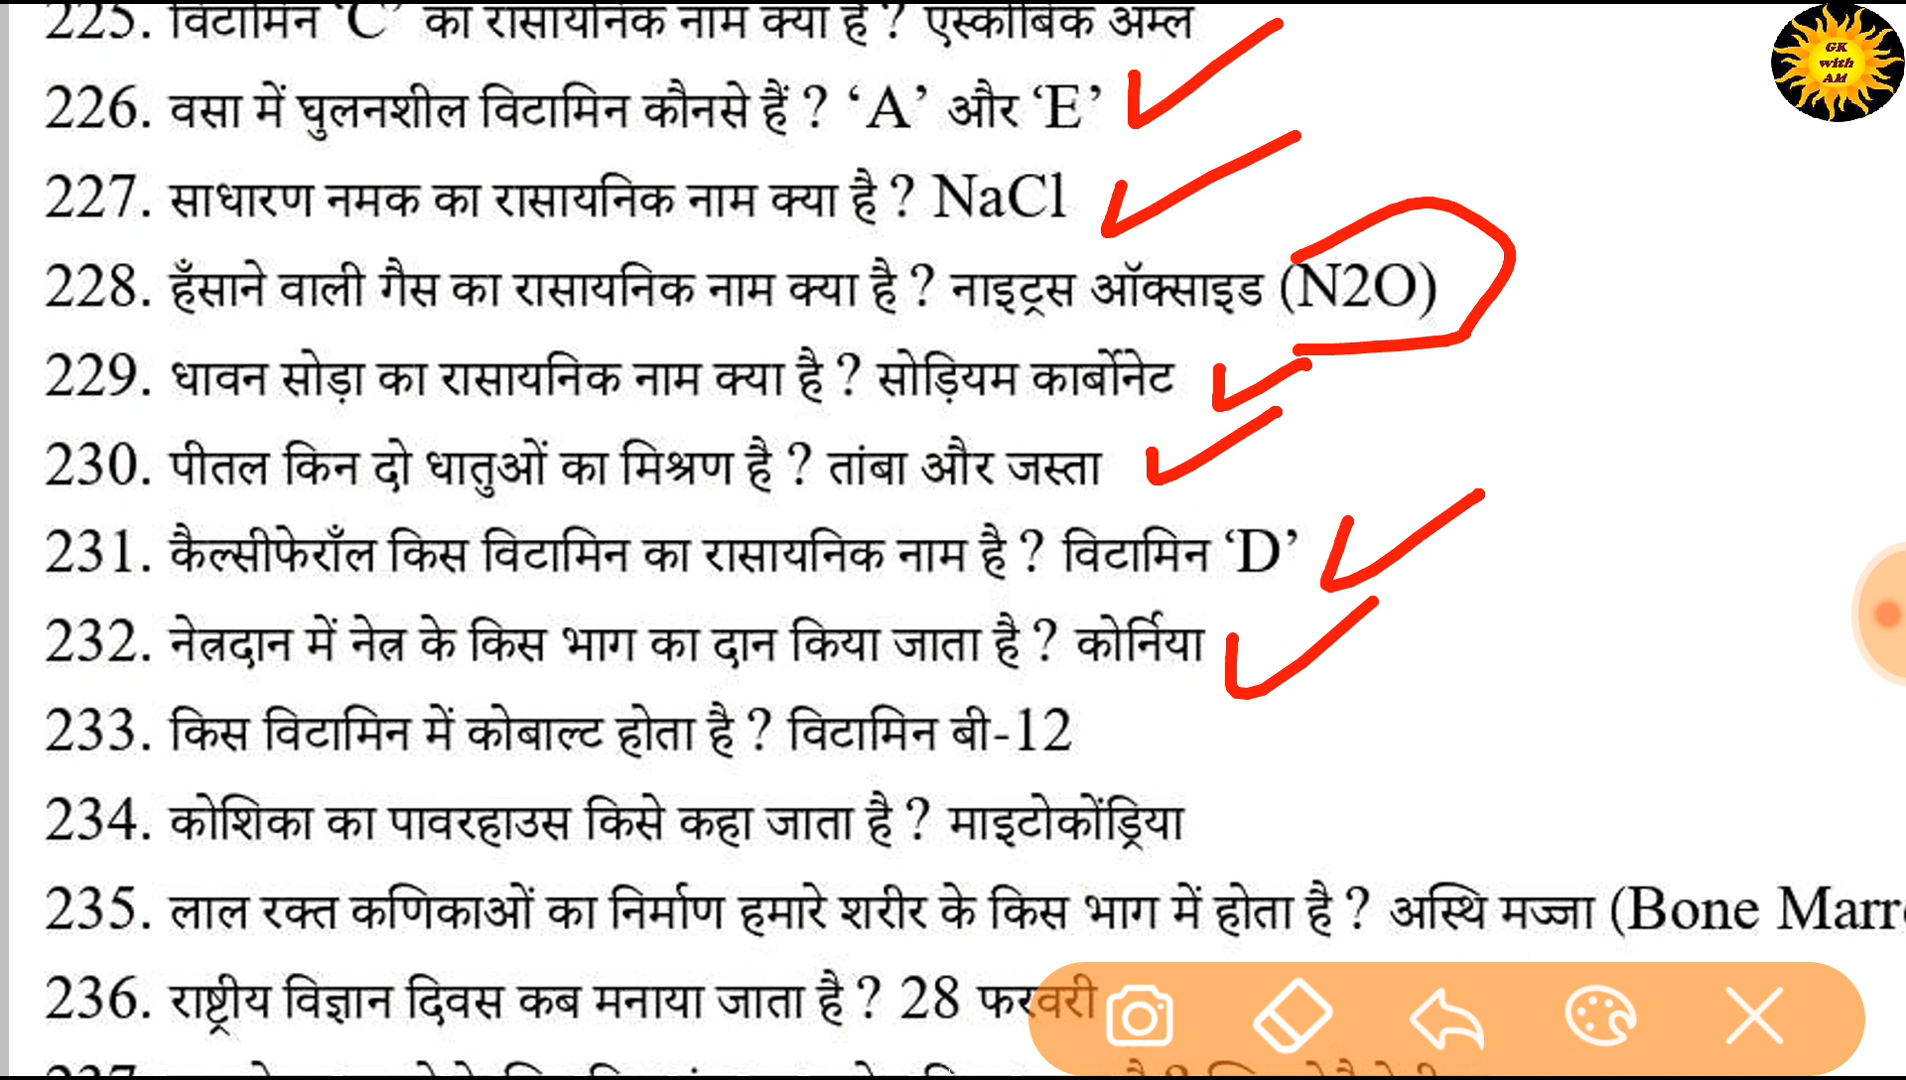 225. विटामिन ‘C’ का रासायनिक नाम क्या है ? एस्कॉर्बिक अम्ल
GK with AM
226. वसा में घुलनशील विटामिन कौनसे हैं ? ‘A’ और ‘E’
227. साधारण नमक का रासायनिक नाम क्या है ? NaCl
228. हँसाने वाली गैस का रासायनिक नाम क्या है ? नाइट्रस ऑक्साइड (N2O)
229. धावन सोड़ा का रासायनिक नाम क्या है ? सोड़ियम कार्बोनेट
230. पीतल किन दो धातुओं का मिश्रण है ? तांबा और जस्ता
231. कैल्सीफेरॉंल किस विटामिन का रासायनिक नाम है ? विटामिन ‘D’
232. नेत्रदान में नेत्र के किस भाग का दान किया जाता है ? कोर्निया
233. किस विटामिन में कोबाल्ट होता है ? विटामिन बी-12
234. कोशिका का पावरहाउस किसे कहा जाता है ? माइटोकोंड्रिया
235. लाल रक्त कणिकाओं का निर्माण हमारे शरीर के किस भाग में होता है ? अस्थि मज्जा (Bone Marr
236. राष्ट्रीय विज्ञान दिवस कब मनाया जाता है ? 28 फरवरी